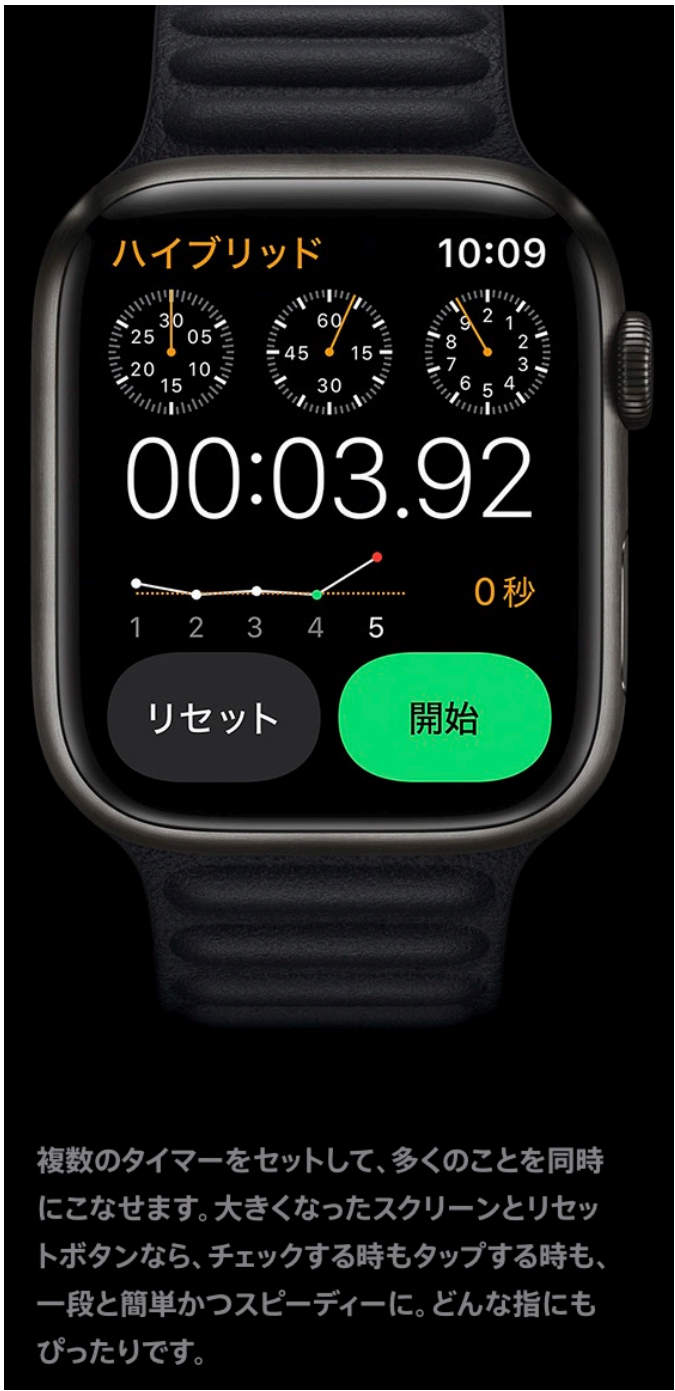 ハイブリッド 10:09
30 05 10 15 20 25
60 15 30 45
2 1 2 3 4 5 6 7 8 9
00:03.92
0秒
1 2 3 4 5
リセット 開始
複数のタイマーをセットして、多くのことを同時
にこなせます。大きくなったスクリーンとリセッ
トボタンなら、チェックする時もタップする時も、
一段と簡単かつスピーディーに。どんな指にも
ぴったりです。